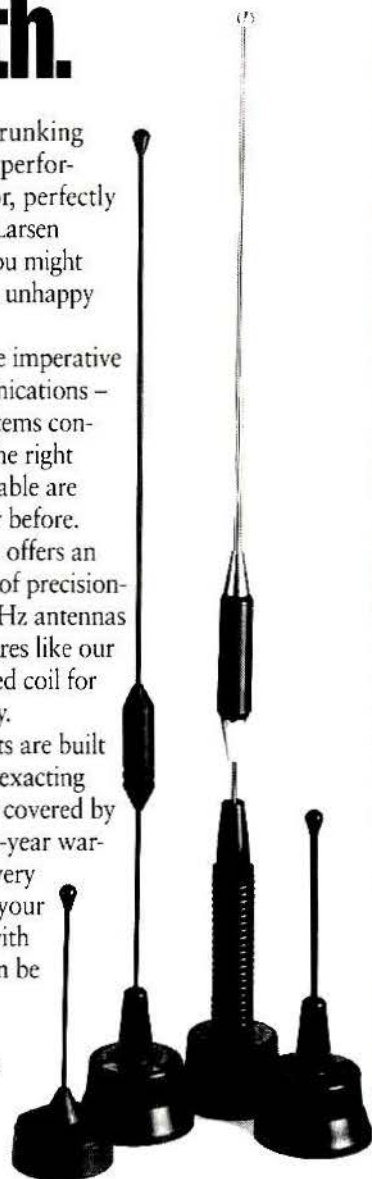 th.
runking
perfor-
or, perfectly
Larsen
ou might
unhappy
e imperative
nications –
tems con-
he right
able are
before.
offers an
of precision-
Hz antennas
res like our
ed coil for
y.
ts are built
exacting
covered by
-year war-
very
your
ith
n be